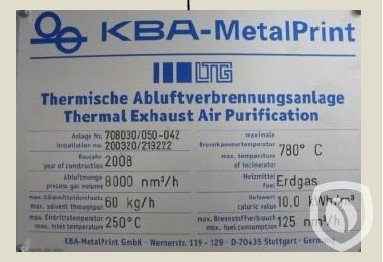 KBA-MetalPrint
LTG
Thermische Abluftverbrennungsanlage
Thermal Exhaust Air Purification
Anlage Nr. 708030/050-042
Installation no. 200320/219222
Baujahr
year of construction 2008
Abluftmenge
process gas volume 8000 nm³/h
max. Lösemitteldurchsatz
max. solvent throughput 60 kg/h
max. Eintrittstemperatur
max. inlet temperature 250°C
maximale
Brennkammertemperatur
max. temperature
of incinerator 780° C
Heizmittel
fuel Erdgas
Heizwert
caloric value 10.0 kWh/m³
max. Brennstoffverbrauch
max. fuel consumption 125 nm³/h
KBA-MetalPrint GmbH - Wernerstr. 119 - 129 - D-70435 Stuttgart - Germany